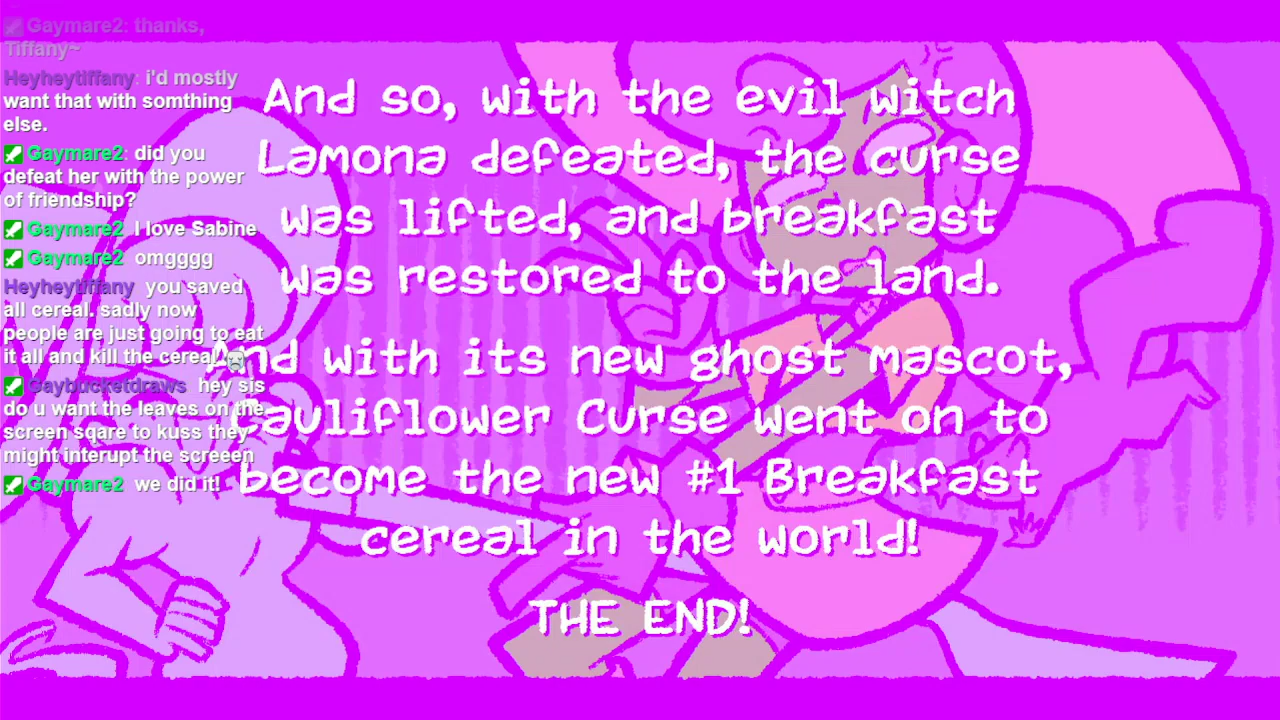 Gaymare2: thanks,
Tiffany~
Heyheytiffany: i'd mostly
want that with somthing
else.
Gaymare2: did you
defeat her with the power
of friendship?
Gaymare2 I love Sabine
Gaymare2 omgggg
Heyheytiffany you saved
all cereal. sadly now
people are just going to eat
it all and kill the cereal.
Gaybucketdraws hey sis
do u want the leaves on the
screen sqare to kuss they
might interupt the screeen
Gaymare2 we did it!
And so, with the evil witch
Lamona defeated, the curse
was lifted, and breakfast
was restored to the land.
And with its new ghost mascot,
Cauliflower Curse went on to
become the new #1 Breakfast
cereal in the world!
THE END!